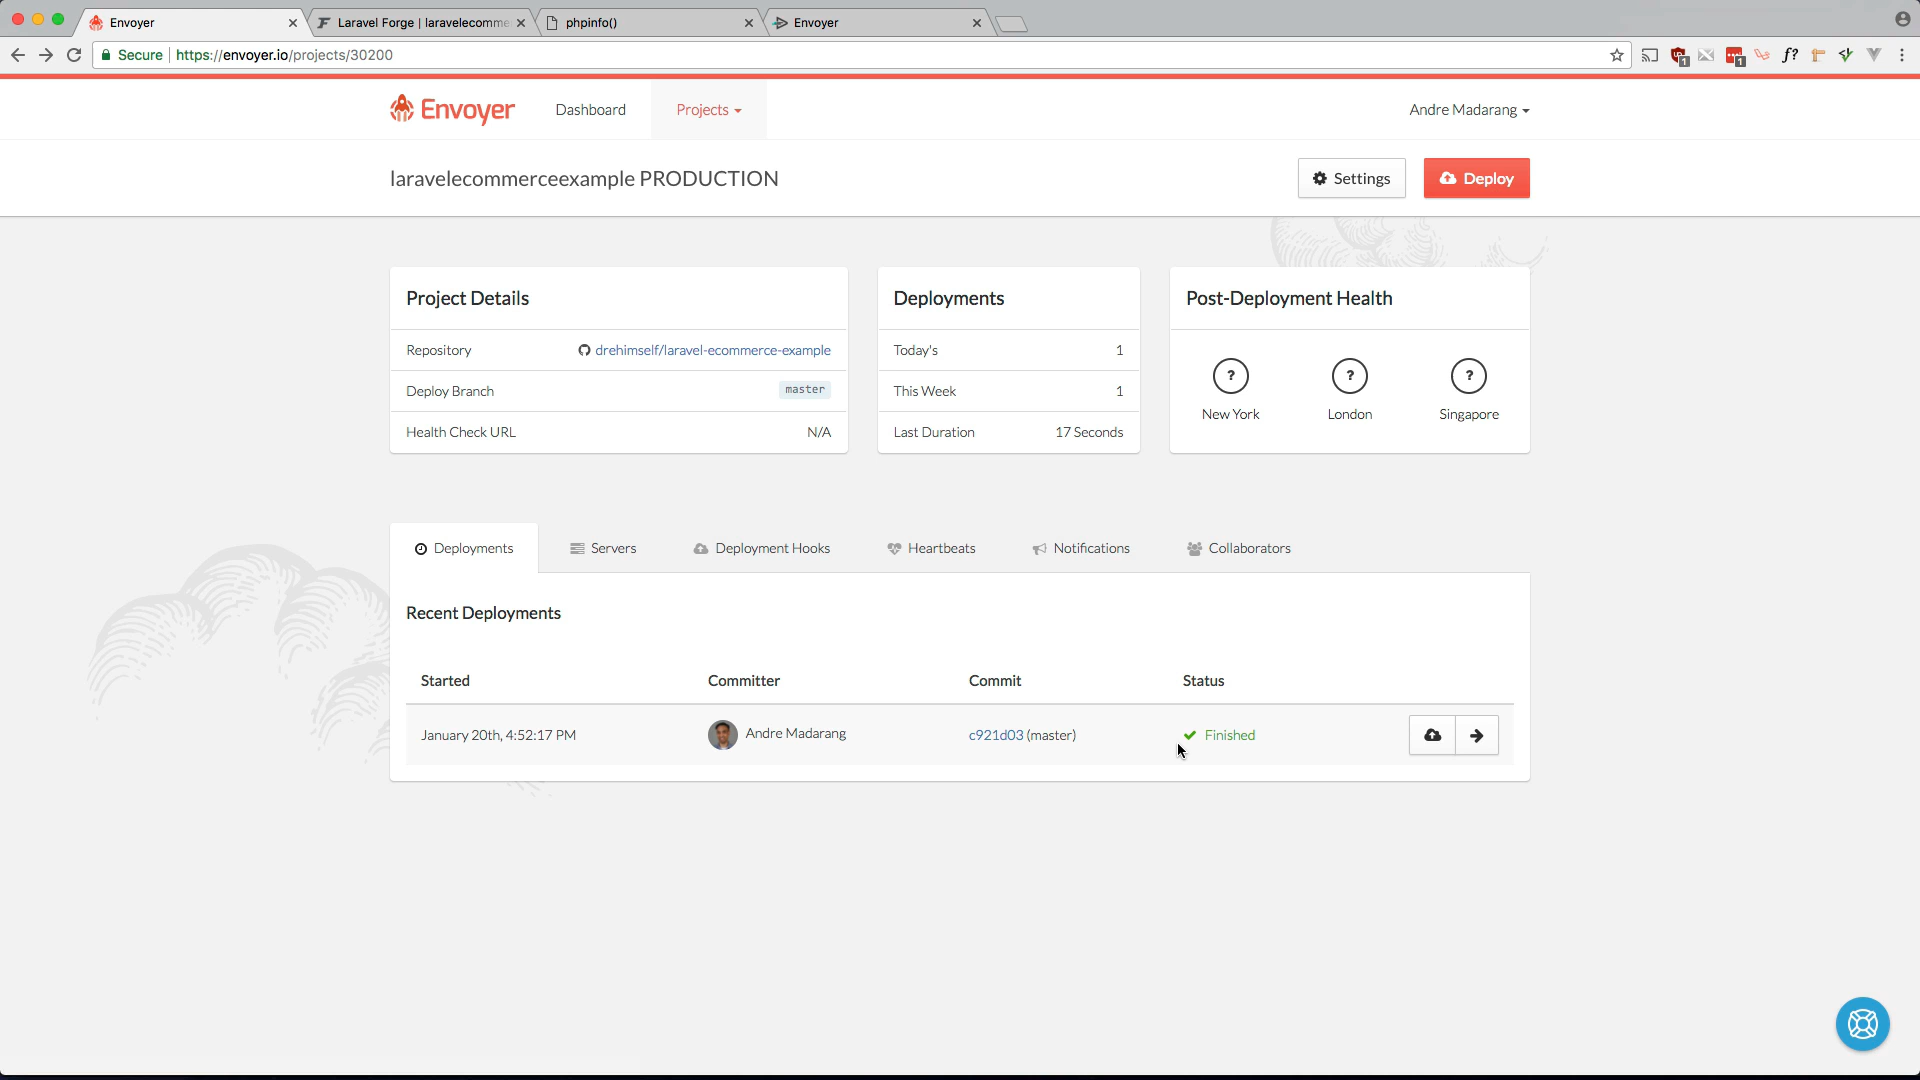 Envoyer
Laravel Forge | laravelecomme
phpinfo()
Envoyer
Secure
https://envoyer.io/projects/30200
1
1
f?
Envoyer
Dashboard
Projects
Andre Madarang
laravelecommerceexample PRODUCTION
Settings
Deploy
Project Details
Repository
drehimself/laravel-ecommerce-example
Deploy Branch
master
Health Check URL
N/A
Deployments
Today's
1
This Week
1
Last Duration
17 Seconds
Post-Deployment Health
?
?
?
New York
London
Singapore
Deployments
Servers
Deployment Hooks
Heartbeats
Notifications
Collaborators
Recent Deployments
Started
Committer
Commit
Status
January 20th, 4:52:17 PM
Andre Madarang
c921d03 (master)
Finished